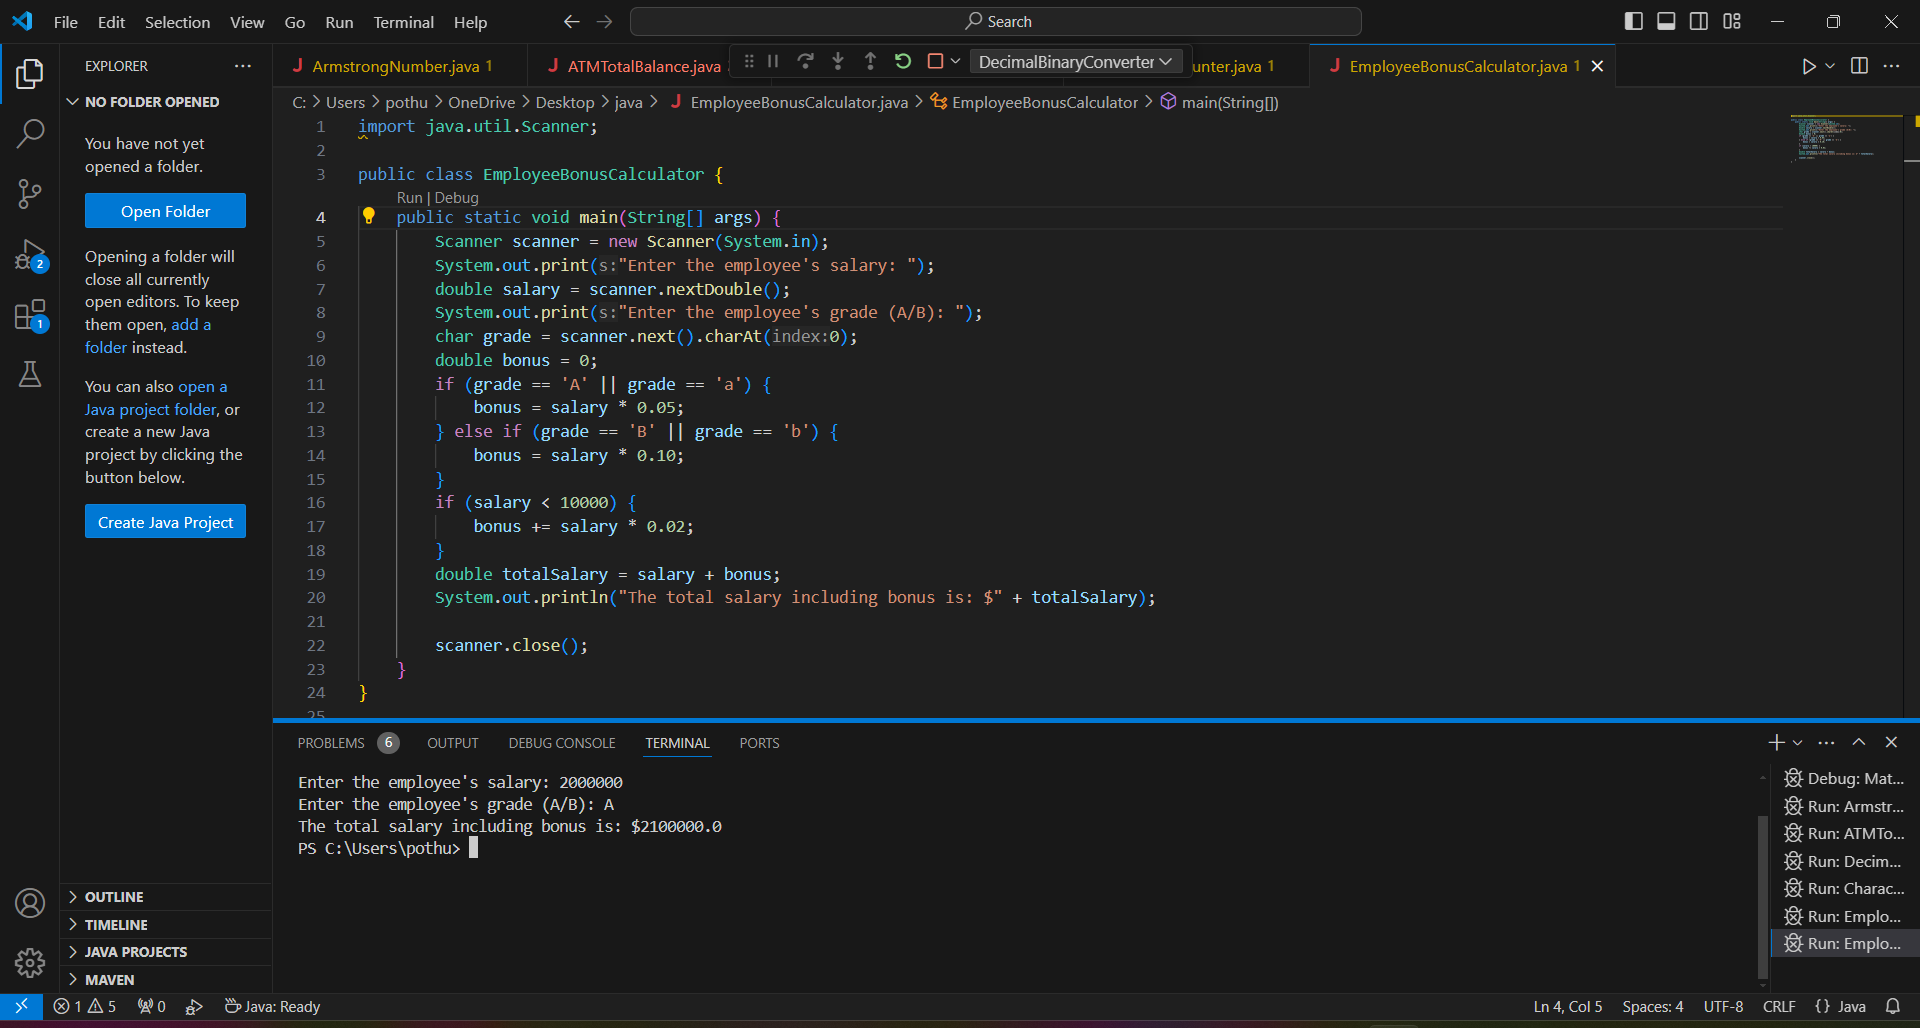 File Edit Selection View Go Run Terminal Help
Search
EXPLORER
ArmstrongNumber.java 1
ATMTotalBalance.java
DecimalBinaryConverter
unter.java 1
EmployeeBonusCalculator.java 1
NO FOLDER OPENED
You have not yet
opened a folder.
Open Folder
Opening a folder will
close all currently
open editors. To keep
them open, add a
folder instead.
You can also open a
Java project folder, or
create a new Java
project by clicking the
button below.
Create Java Project
OUTLINE
TIMELINE
JAVA PROJECTS
MAVEN
2
1
C: > Users > pothu > OneDrive > Desktop > java > J EmployeeBonusCalculator.java > EmployeeBonusCalculator > main(String[])
1 import java.util.Scanner;
2
3 public class EmployeeBonusCalculator {
Run | Debug
4 public static void main(String[] args) {
5 Scanner scanner = new Scanner(System.in);
6 System.out.print(s:"Enter the employee's salary: ");
7 double salary = scanner.nextDouble();
8 System.out.print(s:"Enter the employee's grade (A/B): ");
9 char grade = scanner.next().charAt(index:0);
10 double bonus = 0;
11 if (grade == 'A' || grade == 'a') {
12 bonus = salary * 0.05;
13 } else if (grade == 'B' || grade == 'b') {
14 bonus = salary * 0.10;
15 }
16 if (salary < 10000) {
17 bonus += salary * 0.02;
18 }
19 double totalSalary = salary + bonus;
20 System.out.println("The total salary including bonus is: $" + totalSalary);
21
22 scanner.close();
23 }
24 }
25
PROBLEMS 6 OUTPUT DEBUG CONSOLE TERMINAL PORTS
Enter the employee's salary: 2000000
Enter the employee's grade (A/B): A
The total salary including bonus is: $2100000.0
PS C:\Users\pothu>
Debug: Mat...
Run: Armstr...
Run: ATMTo...
Run: Decim...
Run: Charac...
Run: Emplo...
Run: Emplo...
1 5 0 Java: Ready
Ln 4, Col 5 Spaces: 4 UTF-8 CRLF {} Java